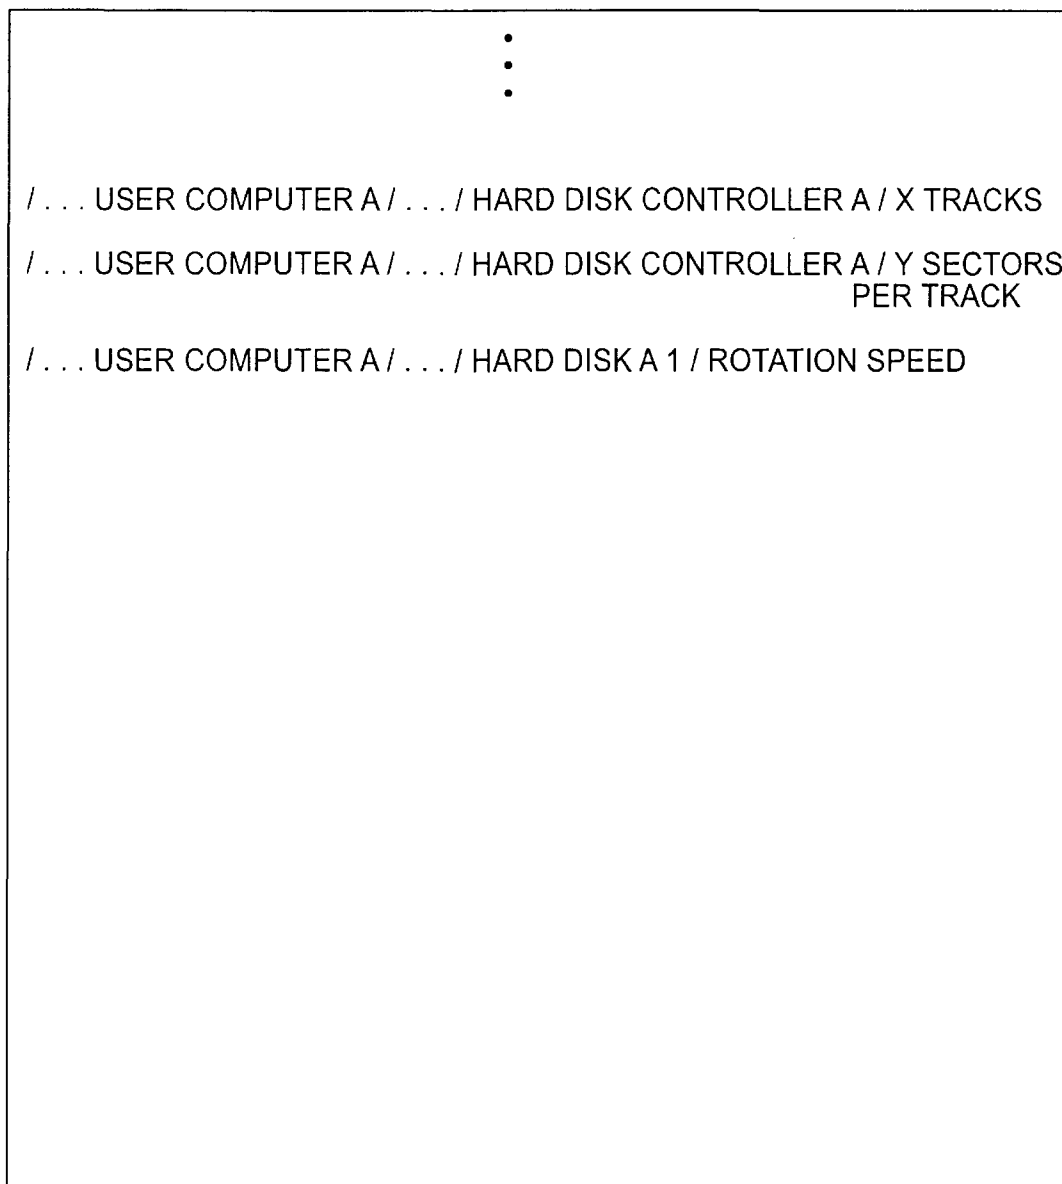 / . . . USER COMPUTER A / . . . / HARD DISK CONTROLLER A / X TRACKS
/ . . . USER COMPUTER A / . . . / HARD DISK CONTROLLER A / Y SECTORS
PER TRACK
/ . . . USER COMPUTER A / . . . / HARD DISK A 1 / ROTATION SPEED